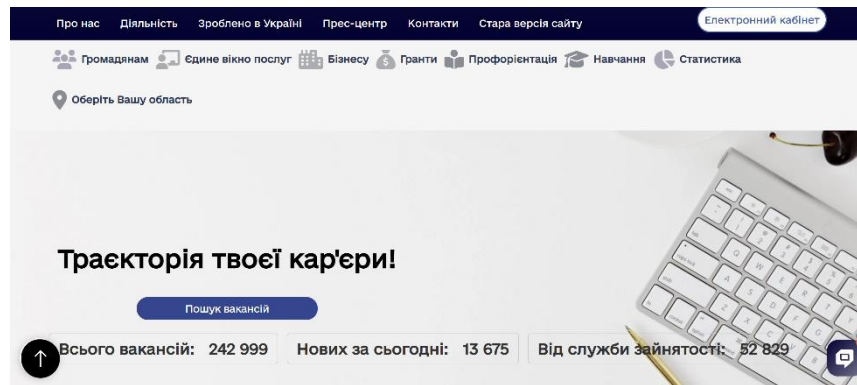 Про нас Діяльність Зроблено в Україні Прес-центр Контакти Стара версія сайту Електронний кабінет
Громадянам Єдине вікно послуг Бізнесу Гранти Профорієнтація Навчання Статистика
Оберіть Вашу область
Траєкторія твоєї кар'єри!
Пошук вакансій
Всього вакансій: 242 999 Нових за сьогодні: 13 675 Від служби зайнятості: 52 829